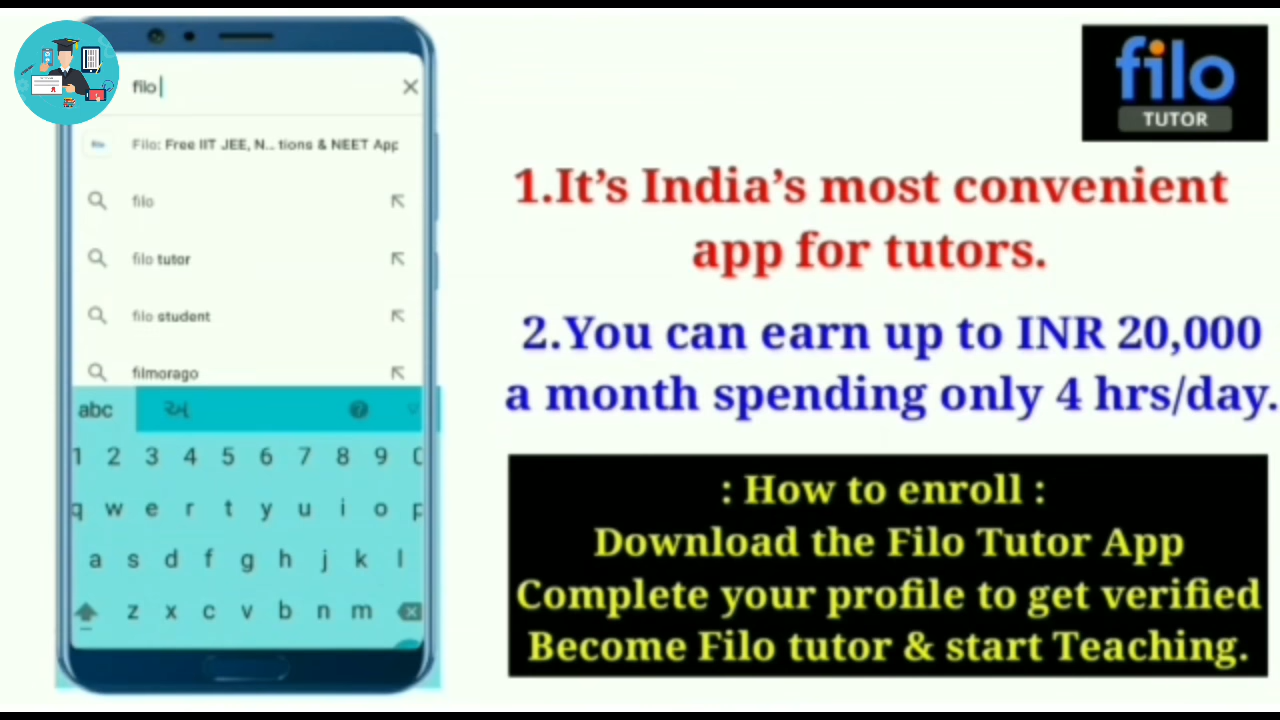 filo
Filo: Free IIT JEE, N... tions & NEET App
filo
filo tutor
filo student
filmorago
abc અ ?
1 2 3 4 5 6 7 8 9 0
q w e r t y u i o p
a s d f g h j k l
z x c v b n m
filo
TUTOR
1.It's India's most convenient
app for tutors.
2.You can earn up to INR 20,000
a month spending only 4 hrs/day.
: How to enroll :
Download the Filo Tutor App
Complete your profile to get verified
Become Filo tutor & start Teaching.